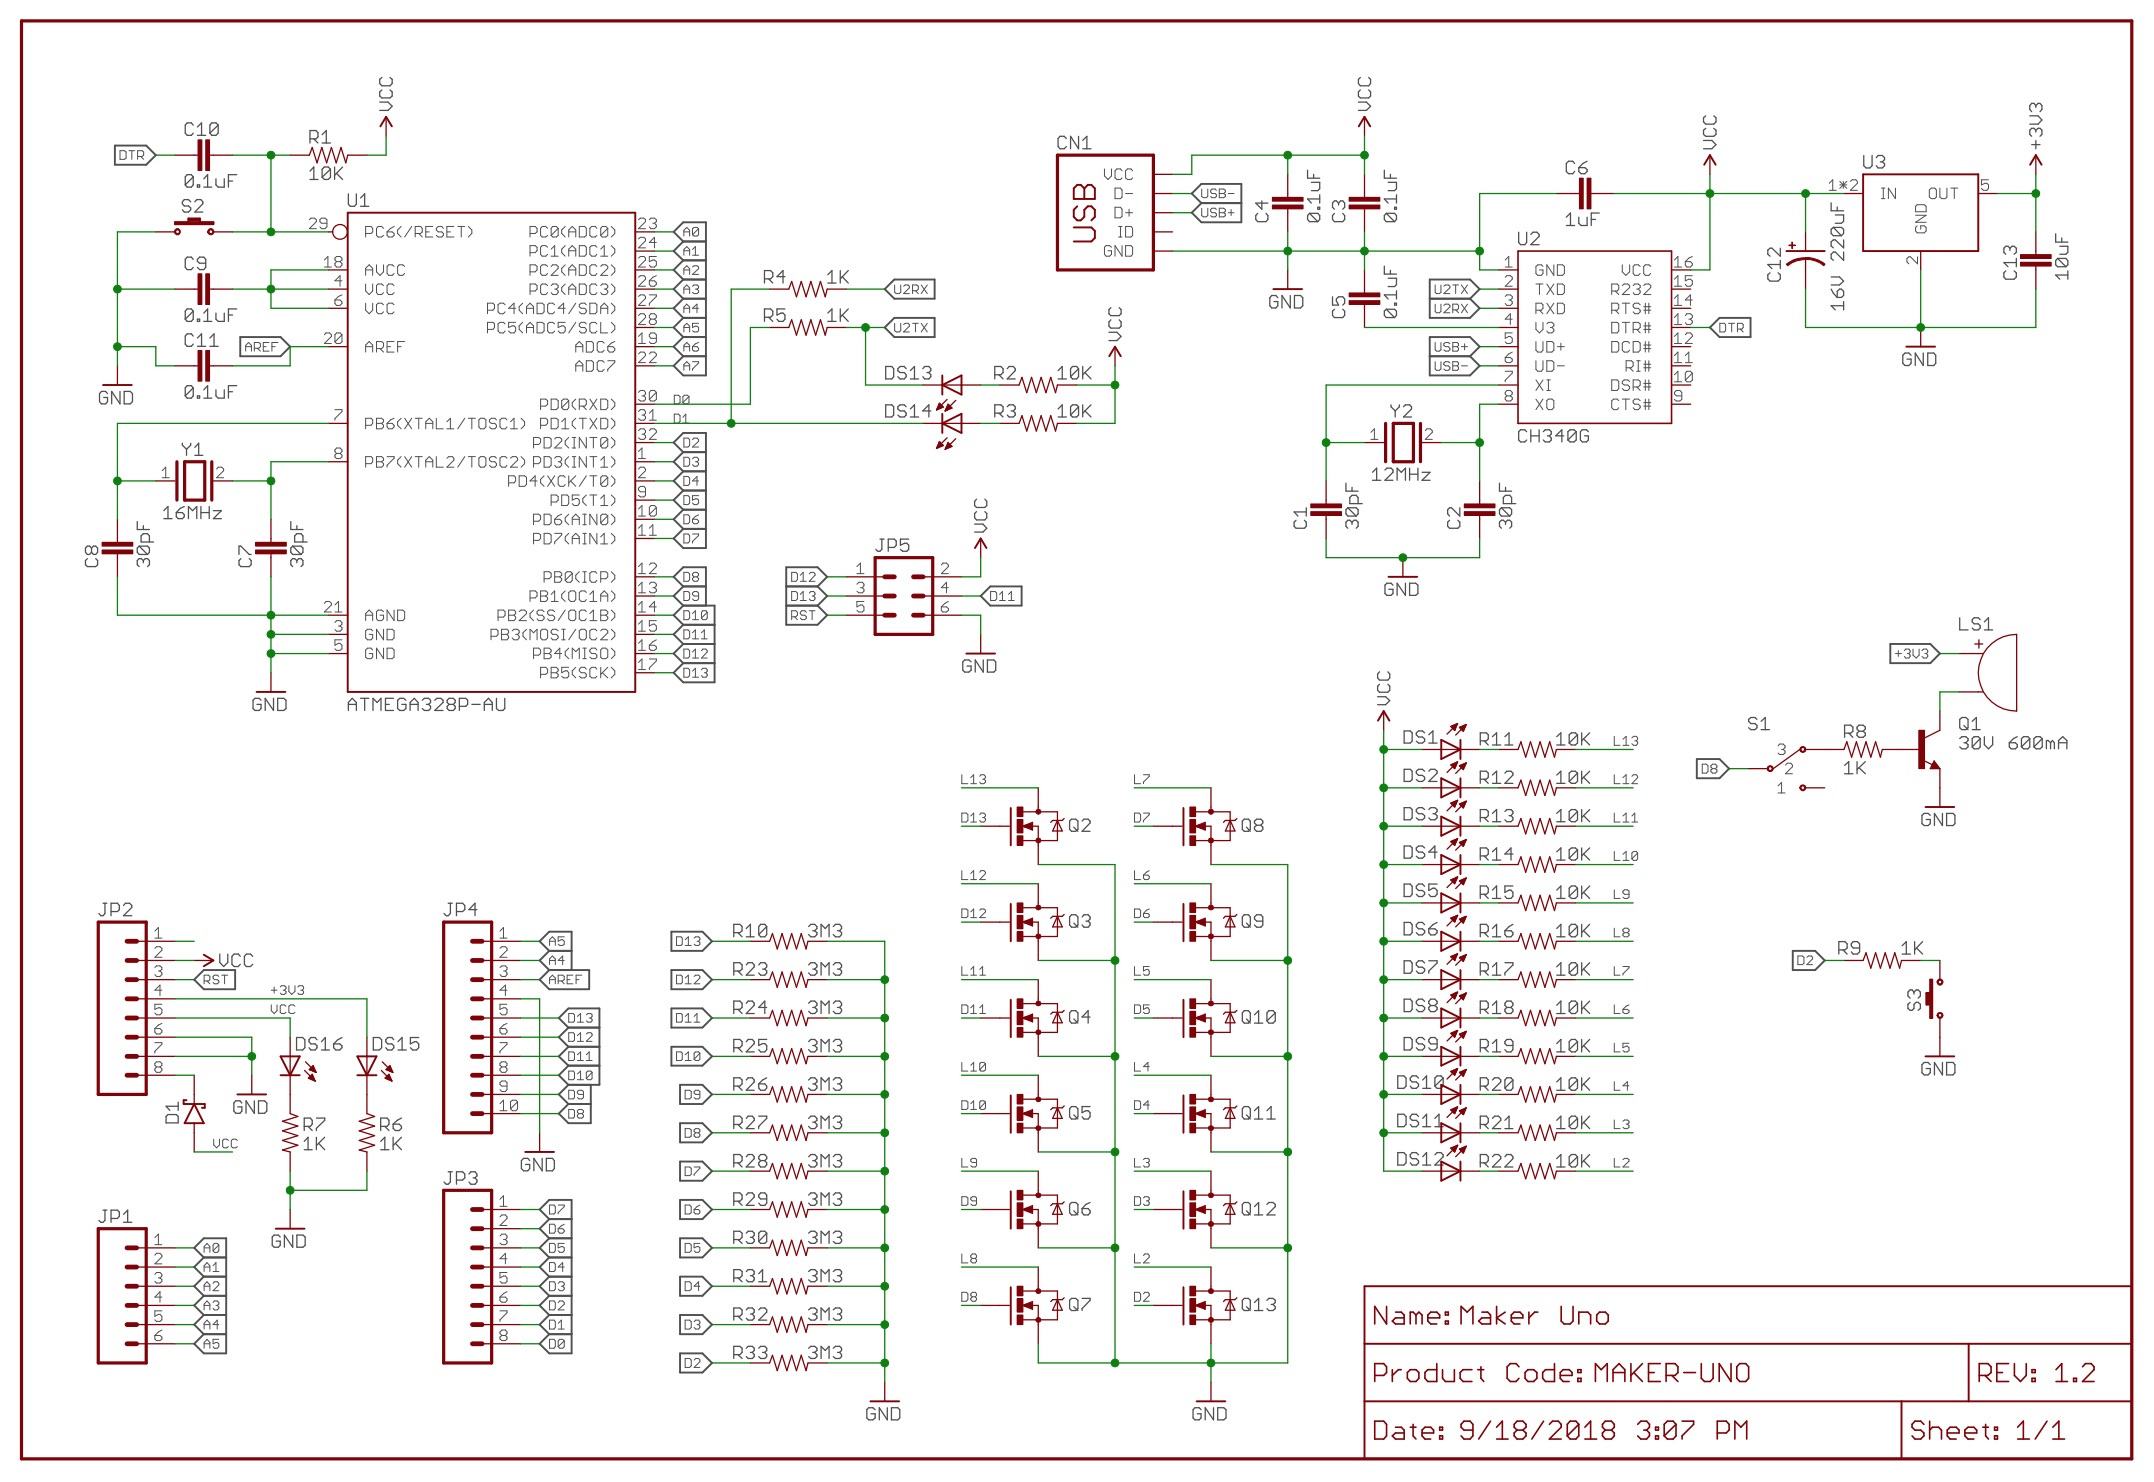 VCC
C10
DTR
0.1uF
R1
10K
S2
U1
29
PC6(/RESET)
C9
0.1uF
18
AVCC
4
VCC
6
VCC
C11
0.1uF
AREF
20
AREF
GND
7
PB6(XTAL1/TOSC1)
8
PB7(XTAL2/TOSC2)
Y1
1
2
16MHz
C8
30pF
C7
30pF
21
AGND
3
GND
5
GND
GND
ATMEGA328P-AU
PC0(ADC0) 23 A0
PC1(ADC1) 24 A1
PC2(ADC2) 25 A2
PC3(ADC3) 26 A3
PC4(ADC4/SDA) 27 A4
PC5(ADC5/SCL) 28 A5
ADC6 19 A6
ADC7 22 A7
PD0(RXD) 30 D0
PD1(TXD) 31 D1
PD2(INT0) 32 D2
PD3(INT1) 1 D3
PD4(XCK/T0) 2 D4
PD5(T1) 9 D5
PD6(AIN0) 10 D6
PD7(AIN1) 11 D7
PB0(ICP) 12 D8
PB1(OC1A) 13 D9
PB2(SS/OC1B) 14 D10
PB3(MOSI/OC2) 15 D11
PB4(MISO) 16 D12
PB5(SCK) 17 D13
R4 1K U2RX
R5 1K U2TX
VCC
DS13 R2 10K
DS14 R3 10K
JP5
VCC
D12 1 2
D13 3 4 D11
RST 5 6
GND
CN1
USB
VCC
D- USB-
D+ USB+
ID
GND
VCC
C4 0.1uF
C3 0.1uF
GND
C5 0.1uF
C6
1uF
VCC
U2
1 GND VCC 16
U2TX 2 TXD R232 15
U2RX 3 RXD RTS# 14
4 V3 DTR# 13 DTR
USB+ 5 UD+ DCD# 12
USB- 6 UD- RI# 11
7 XI DSR# 10
8 XO CTS# 9
CH340G
Y2
1 2
12MHz
C1 30pF
C2 30pF
GND
C12
+
16V 220uF
U3
1*2 IN OUT 5
GND
2
+3V3
C13 10uF
GND
LS1
+3V3
+
Q1
30V 600mA
S1
D8
3
2
1
R8
1K
GND
D2 R9 1K
S3
GND
VCC
DS1 R11 10K L13
DS2 R12 10K L12
DS3 R13 10K L11
DS4 R14 10K L10
DS5 R15 10K L9
DS6 R16 10K L8
DS7 R17 10K L7
DS8 R18 10K L6
DS9 R19 10K L5
DS10 R20 10K L4
DS11 R21 10K L3
DS12 R22 10K L2
L13
D13 Q2
L12
D12 Q3
L11
D11 Q4
L10
D10 Q5
L9
D9 Q6
L8
D8 Q7
L7
D7 Q8
L6
D6 Q9
L5
D5 Q10
L4
D4 Q11
L3
D3 Q12
L2
D2 Q13
GND
D13 R10 3M3
D12 R23 3M3
D11 R24 3M3
D10 R25 3M3
D9 R26 3M3
D8 R27 3M3
D7 R28 3M3
D6 R29 3M3
D5 R30 3M3
D4 R31 3M3
D3 R32 3M3
D2 R33 3M3
GND
JP2
1
2 VCC
3 RST
4 +3V3
5 VCC
6
7
8
GND
D1
VCC
DS16
DS15
R7
1K
R6
1K
GND
JP1
1 A0
2 A1
3 A2
4 A3
5 A4
6 A5
JP4
1 A5
2 A4
3 AREF
4
5 D13
6 D12
7 D11
8 D10
9 D9
10 D8
GND
JP3
1 D7
2 D6
3 D5
4 D4
5 D3
6 D2
7 D1
8 D0
Name: Maker Uno
Product Code: MAKER-UNO
REV: 1.2
Date: 9/18/2018 3:07 PM
Sheet: 1/1